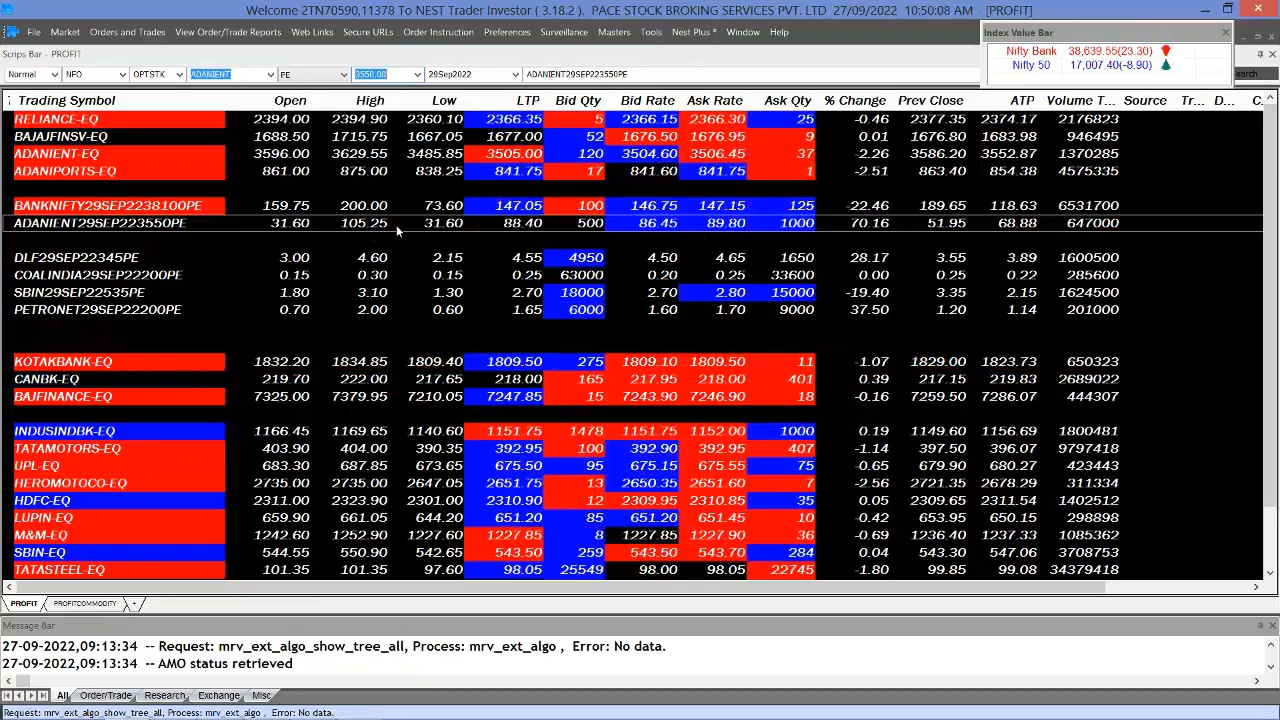 Welcome 2TN70590,11378 To NEST Trader Investor ( 3.18.2 ). PACE STOCK BROKING SERVICES PVT. LTD 27/09/2022 10:50:08 AM - [PROFIT]
File Market Orders and Trades View Order/Trade Reports Web Links Secure URLs Order Instruction Preferences Surveillance Masters Tools Nest Plus Window Help
Index Value Bar
Nifty Bank 38,639.55(23.30)
Nifty 50 17,007.40(-8.90)
Scrips Bar - PROFIT
Normal NFO OPTSTK ADANIENT PE 3550.00 29Sep2022 ADANIENT29SEP223550PE earch
Trading Symbol Open High Low LTP Bid Qty Bid Rate Ask Rate Ask Qty % Change Prev Close ATP Volume T... Source Tr... D... C.
RELIANCE-EQ 2394.00 2394.90 2360.10 2366.35 5 2366.15 2366.30 25 -0.46 2377.35 2374.17 2176823
BAJAJFINSV-EQ 1688.50 1715.75 1667.05 1677.00 52 1676.50 1676.95 9 0.01 1676.80 1683.98 946495
ADANIENT-EQ 3596.00 3629.55 3485.85 3505.00 120 3504.60 3506.45 37 -2.26 3586.20 3552.87 1370285
ADANIPORTS-EQ 861.00 875.00 838.25 841.75 17 841.60 841.75 1 -2.51 863.40 854.38 4575335
BANKNIFTY29SEP2238100PE 159.75 200.00 73.60 147.05 100 146.75 147.15 125 -22.46 189.65 118.63 6531700
ADANIENT29SEP223550PE 31.60 105.25 31.60 88.40 500 86.45 89.80 1000 70.16 51.95 68.88 647000
DLF29SEP22345PE 3.00 4.60 2.15 4.55 4950 4.50 4.65 1650 28.17 3.55 3.89 1600500
COALINDIA29SEP22200PE 0.15 0.30 0.15 0.25 63000 0.20 0.25 33600 0.00 0.25 0.22 285600
SBIN29SEP22535PE 1.80 3.10 1.30 2.70 18000 2.70 2.80 15000 -19.40 3.35 2.15 1624500
PETRONET29SEP22200PE 0.70 2.00 0.60 1.65 6000 1.60 1.70 9000 37.50 1.20 1.14 201000
KOTAKBANK-EQ 1832.20 1834.85 1809.40 1809.50 275 1809.10 1809.50 11 -1.07 1829.00 1823.75 650323
CANBK-EQ 219.70 222.00 217.65 218.00 165 217.95 218.00 401 0.39 217.15 219.83 2689022
BAJFINANCE-EQ 7325.00 7379.95 7210.05 7247.85 15 7243.90 7246.90 18 -0.16 7259.50 7286.07 444307
INDUSINDBK-EQ 1166.45 1169.65 1140.60 1151.75 1478 1151.75 1152.00 1000 0.19 1149.60 1156.69 1800481
TATAMOTORS-EQ 403.90 404.00 390.35 392.95 100 392.90 392.95 407 -1.14 397.50 396.07 9797418
UPL-EQ 683.30 687.85 673.65 675.50 95 675.15 675.55 75 -0.65 679.90 680.27 423443
HEROMOTOCO-EQ 2735.00 2735.00 2647.05 2651.75 13 2650.35 2651.60 7 -2.56 2721.35 2678.29 311334
HDFC-EQ 2311.00 2323.90 2301.00 2310.90 12 2309.95 2310.85 35 0.05 2309.65 2311.54 1402512
LUPIN-EQ 659.90 661.05 644.20 651.20 85 651.20 651.45 10 -0.42 653.95 650.15 298898
M&M-EQ 1242.60 1252.90 1227.60 1227.85 8 1227.85 1227.90 36 -0.69 1236.40 1237.33 1085362
SBIN-EQ 544.55 550.90 542.65 543.50 259 543.50 543.70 284 0.04 543.30 547.06 3708753
TATASTEEL-EQ 101.35 101.35 97.60 98.05 25549 98.00 98.05 22745 -1.80 99.85 99.08 34379418
PROFIT PROFITCOMMODITY +
Message Bar
27-09-2022,09:13:34 -- Request: mrv_ext_algo_show_tree_all, Process: mrv_ext_algo , Error: No data.
27-09-2022,09:13:34 -- AMO status retrieved
All Order/Trade Research Exchange Misc
Request: mrv_ext_algo_show_tree_all, Process: mrv_ext_algo , Error: No data.